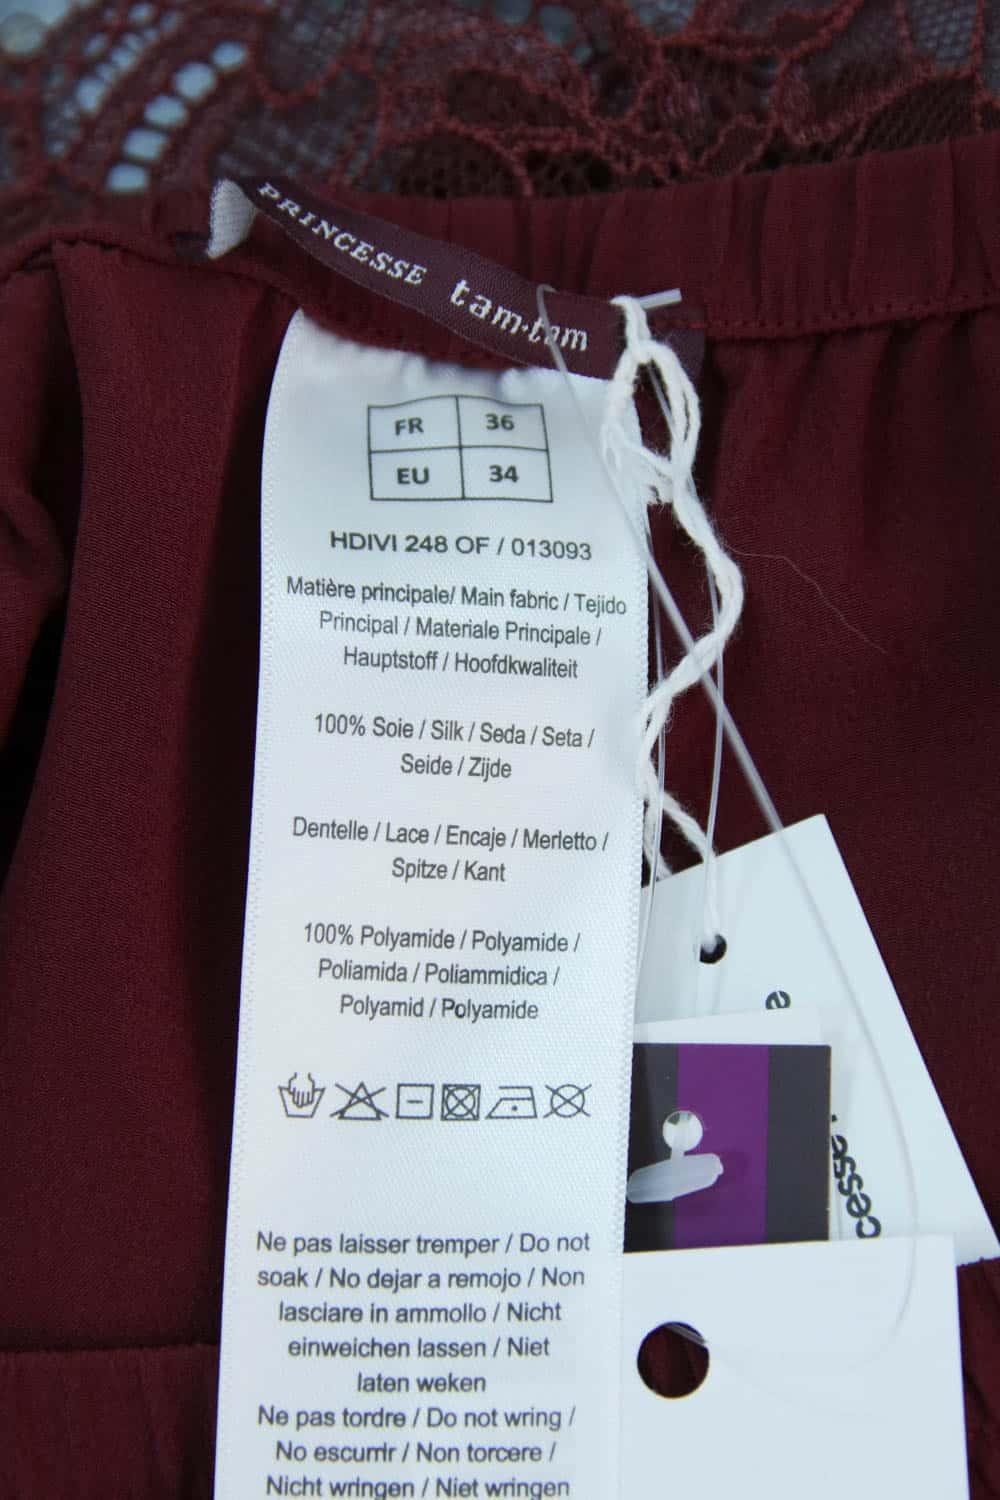 PRINCESSE tam·tam
FR 36
EU 34
HDIVI 248 OF / 013093
Matière principale/ Main fabric / Tejido
Principal / Materiale Principale /
Hauptstoff / Hoofdkwaliteit
100% Soie / Silk / Seda / Seta /
Seide / Zijde
Dentelle / Lace / Encaje / Merletto /
Spitze / Kant
100% Polyamide / Polyamide /
Poliamida / Poliammidica /
Polyamid / Polyamide
Ne pas laisser tremper / Do not
soak / No dejar a remojo / Non
lasciare in ammollo / Nicht
einweichen lassen / Niet
laten weken
Ne pas tordre / Do not wring /
No escurrir / Non torcere /
Nicht wringen / Niet wringen
e
cesse